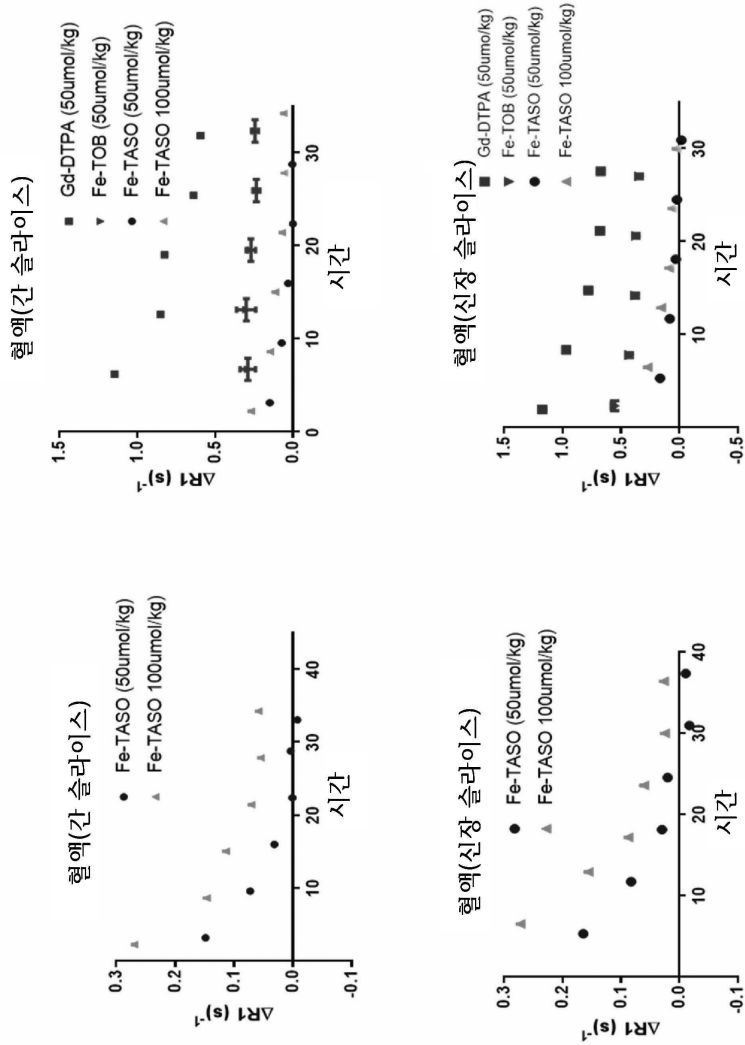 혈액(간 슬라이스)
Fe-TASO (50umol/kg)
Fe-TASO 100umol/kg)
ΔR1 (s)⁻¹
0.3
0.2
0.1
0.0
-0.1
10 20 30 40
시간
혈액(간 슬라이스)
Gd-DTPA (50umol/kg)
Fe-TOB (50umol/kg)
Fe-TASO (50umol/kg)
Fe-TASO 100umol/kg)
ΔR1 (s)⁻¹
1.5
1.0
0.5
0.0
0 10 20 30
시간
혈액(신장 슬라이스)
Fe-TASO (50umol/kg)
Fe-TASO 100umol/kg)
ΔR1 (s)⁻¹
0.3
0.2
0.1
0.0
-0.1
10 20 30 40
시간
혈액(신장 슬라이스)
Gd-DTPA (50umo/kg)
Fe-TOB (50umol/kg)
Fe-TASO (50umol/kg)
Fe-TASO 100umol/kg)
ΔR1 (s)⁻¹
1.5
1.0
0.5
0.0
-0.5
10 20 30
시간